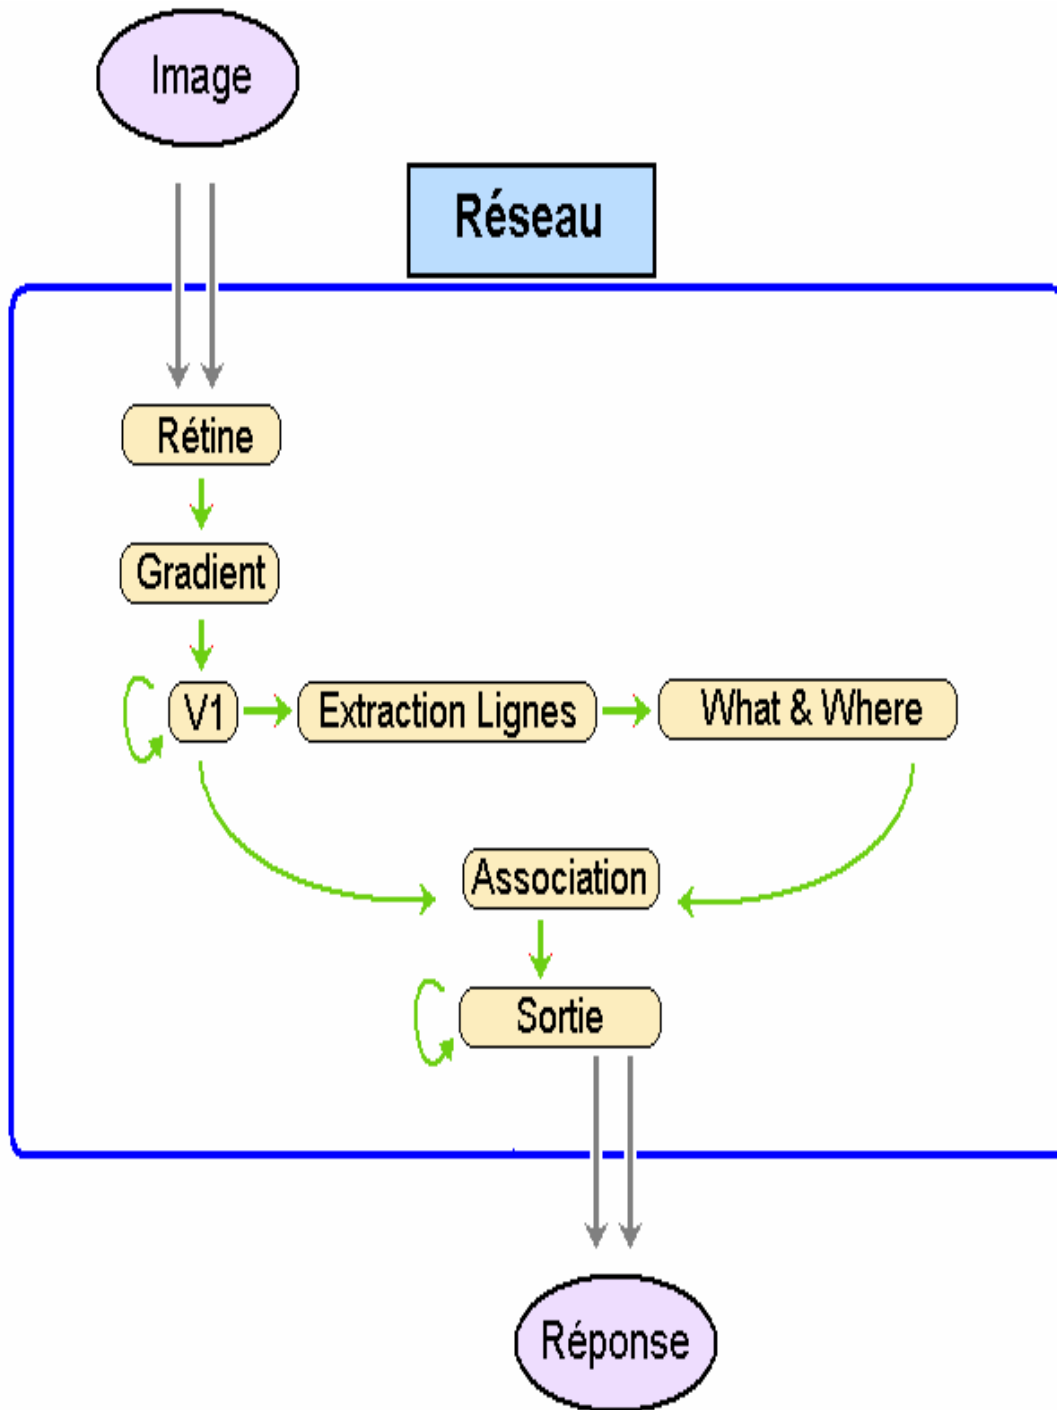 Image
Réseau
Rétine
Gradient
V1
Extraction Lignes
What & Where
Association
Sortie
Réponse